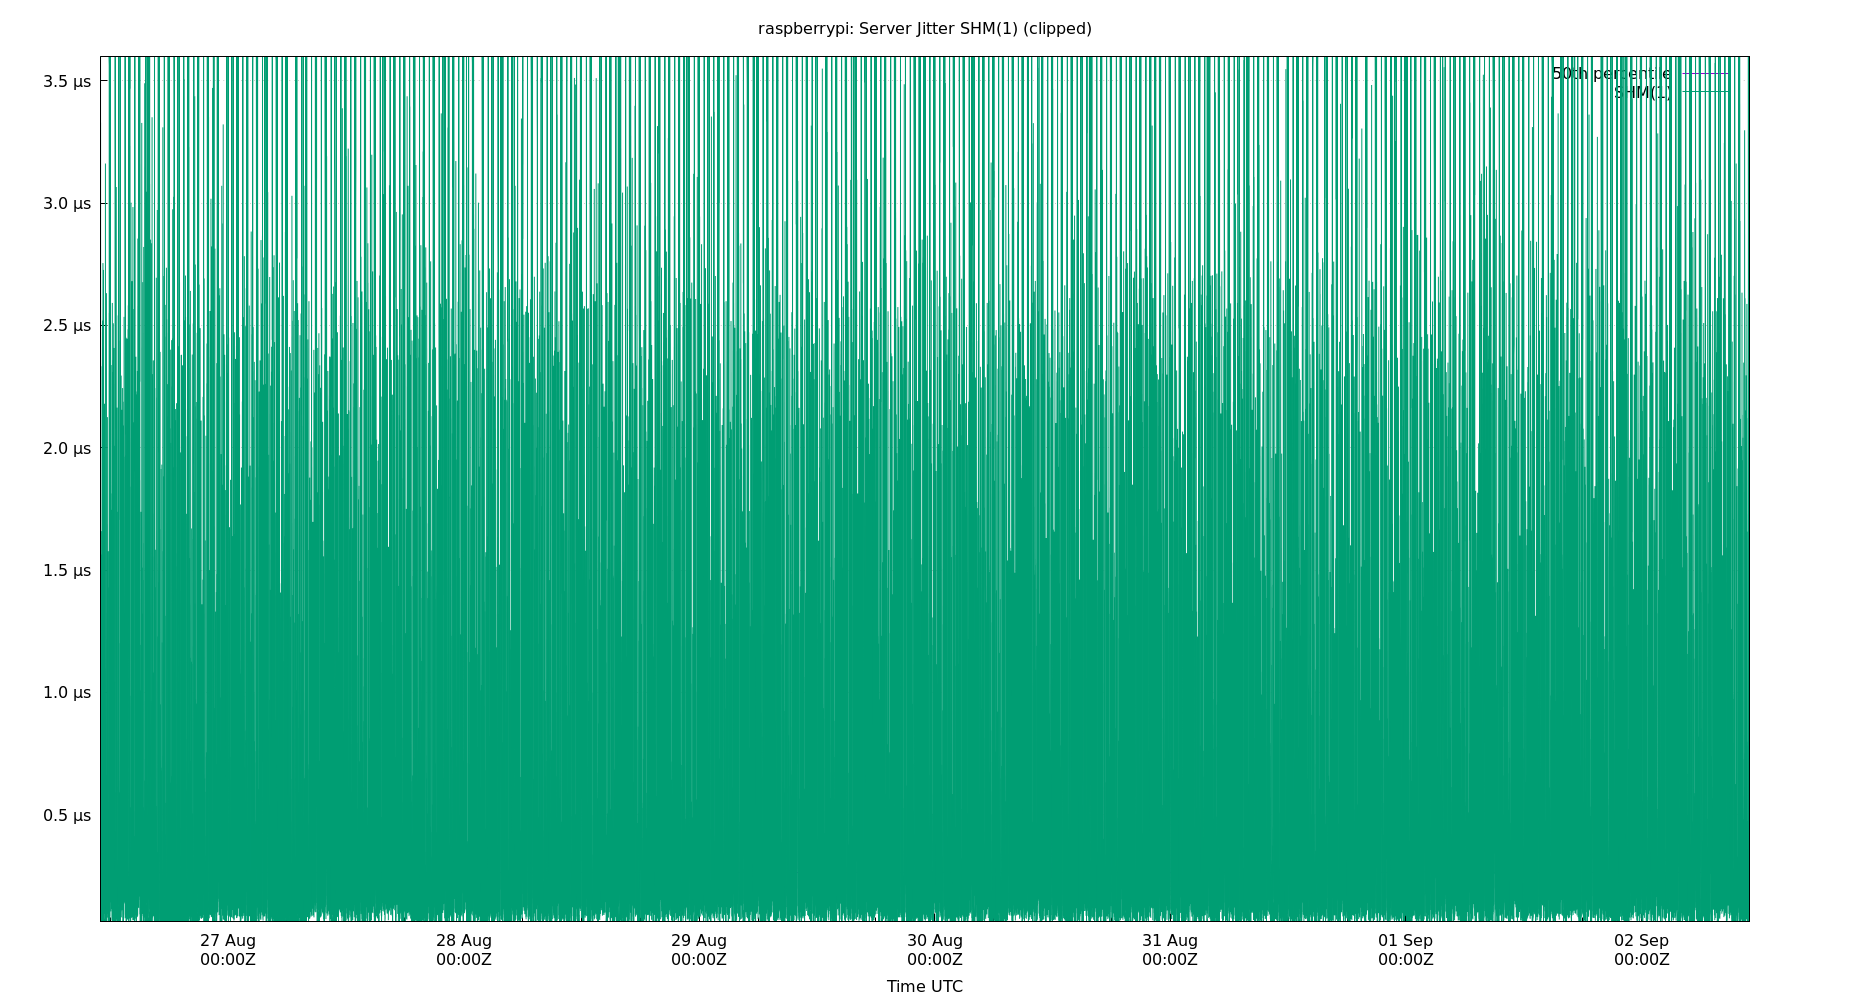 raspberrypi: Server Jitter SHM(1) (clipped)
50th percentile
SHM(1)
3.5 μs
3.0 μs
2.5 μs
2.0 μs
1.5 μs
1.0 μs
0.5 μs
27 Aug 28 Aug 29 Aug 30 Aug 31 Aug 01 Sep 02 Sep
00:00Z 00:00Z 00:00Z 00:00Z 00:00Z 00:00Z 00:00Z
Time UTC